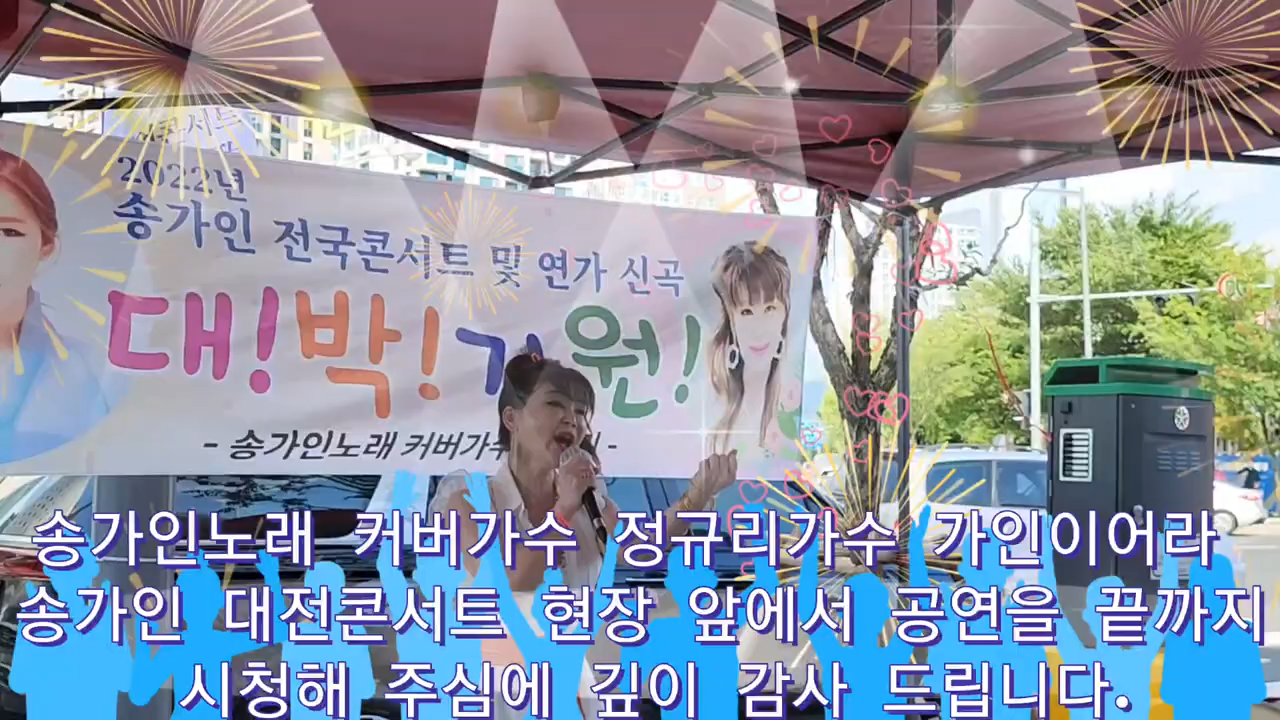 콘서트
2022년
송가인 전국콘서트 및 연가 신곡
대!박!기원!
- 송가인노래 커버가수 -
송가인노래 커버가수 정규리가수 가인이어라
송가인 대전콘서트 현장 앞에서 공연을 끝까지
시청해 주심에 깊이 감사 드립니다.